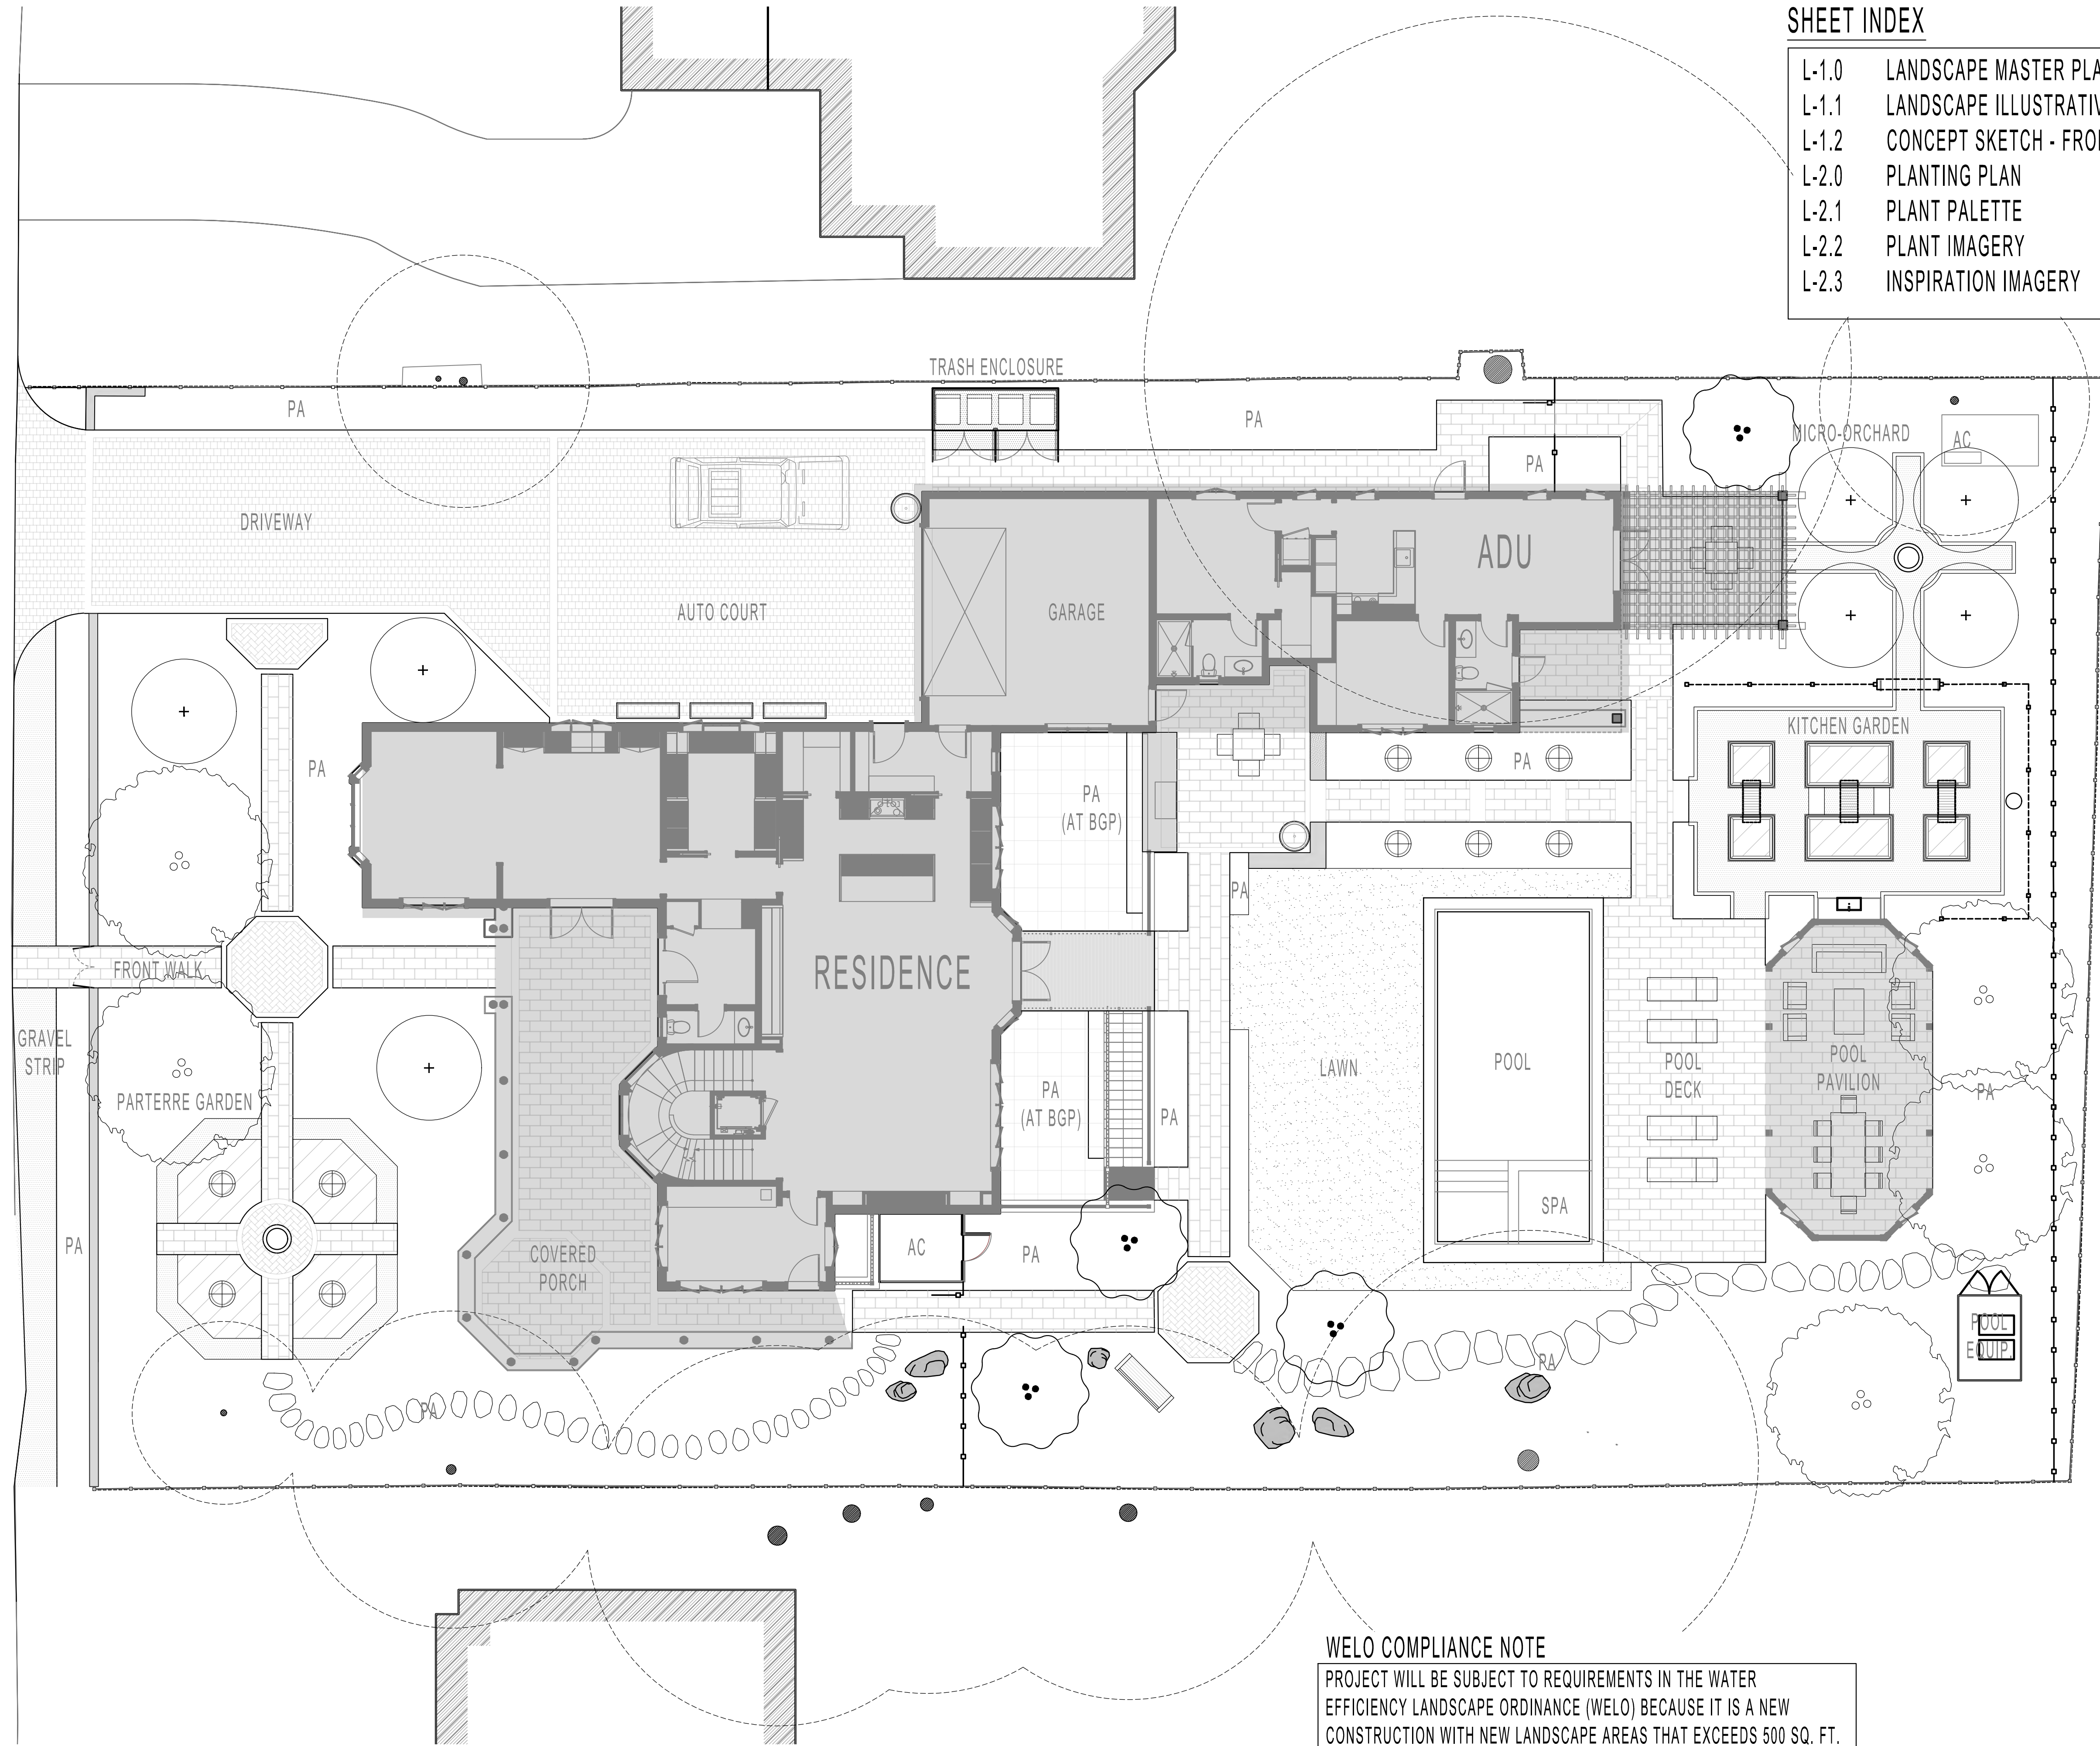 SHEET INDEX
L-1.0 LANDSCAPE MASTER PLA
L-1.1 LANDSCAPE ILLUSTRATIV
L-1.2 CONCEPT SKETCH - FRO
L-2.0 PLANTING PLAN
L-2.1 PLANT PALETTE
L-2.2 PLANT IMAGERY
L-2.3 INSPIRATION IMAGERY
TRASH ENCLOSURE
PA
PA
MICRO-ORCHARD
AC
PA
DRIVEWAY
ADU
AUTO COURT
GARAGE
KITCHEN GARDEN
PA
PA
PA
(AT BGP)
PA
FRONT WALK
RESIDENCE
GRAVEL
STRIP
PARTERRE GARDEN
PA
(AT BGP)
PA
LAWN
POOL
POOL
DECK
POOL
PAVILION
PA
SPA
PA
COVERED
PORCH
AC
PA
POOL
EQUIP.
PA
PA
WELO COMPLIANCE NOTE
PROJECT WILL BE SUBJECT TO REQUIREMENTS IN THE WATER
EFFICIENCY LANDSCAPE ORDINANCE (WELO) BECAUSE IT IS A NEW
CONSTRUCTION WITH NEW LANDSCAPE AREAS THAT EXCEEDS 500 SQ. FT.